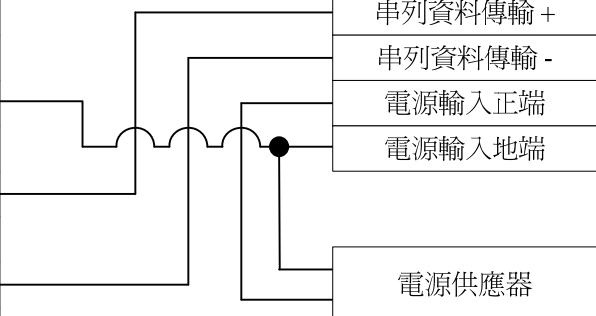 串列資料傳輸 +
串列資料傳輸 -
電源輸入正端
電源輸入地端
電源供應器